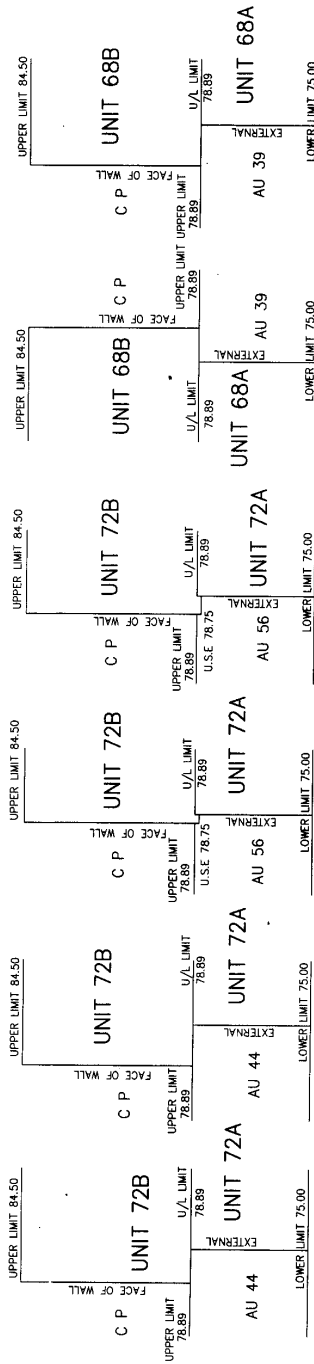 UPPER LIMIT 84.50
C P
FACE OF WALL
UNIT 72B
UPPER LIMIT
78.89
U/L LIMIT
78.89
AU 44
EXTERNAL
UNIT 72A
LOWER LIMIT 75.00
UPPER LIMIT 84.50
C P
FACE OF WALL
UNIT 72B
UPPER LIMIT
78.89
U/L LIMIT
78.89
AU 44
EXTERNAL
UNIT 72A
LOWER LIMIT 75.00
UPPER LIMIT 84.50
C P
FACE OF WALL
UNIT 72B
UPPER LIMIT
78.89
U.S.E 78.75
U/L LIMIT
78.89
AU 56
EXTERNAL
UNIT 72A
LOWER LIMIT 75.00
UPPER LIMIT 84.50
C P
FACE OF WALL
UNIT 72B
UPPER LIMIT
78.89
U.S.E 78.75
U/L LIMIT
78.89
AU 56
EXTERNAL
UNIT 72A
LOWER LIMIT 75.00
UPPER LIMIT 84.50
UNIT 68B
FACE OF WALL
C P
U/L LIMIT
78.89
UPPER LIMIT
78.89
UNIT 68A
EXTERNAL
AU 39
LOWER LIMIT 75.00
UPPER LIMIT 84.50
C P
FACE OF WALL
UNIT 68B
UPPER LIMIT
78.89
U/L LIMIT
78.89
AU 39
EXTERNAL
UNIT 68A
LOWER LIMIT 75.00